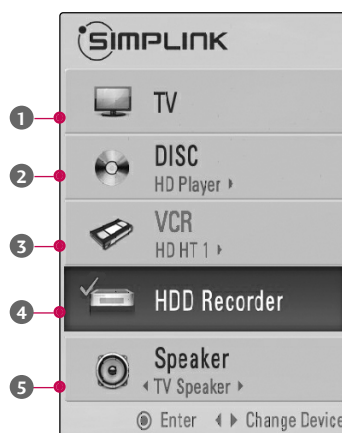 SIMPLINK
1 TV
2 DISC
HD Player ▶
3 VCR
HD HT 1 ▶
4 HDD Recorder
5 Speaker
◀ TV Speaker ▶
◉ Enter ◀ ▶ Change Device